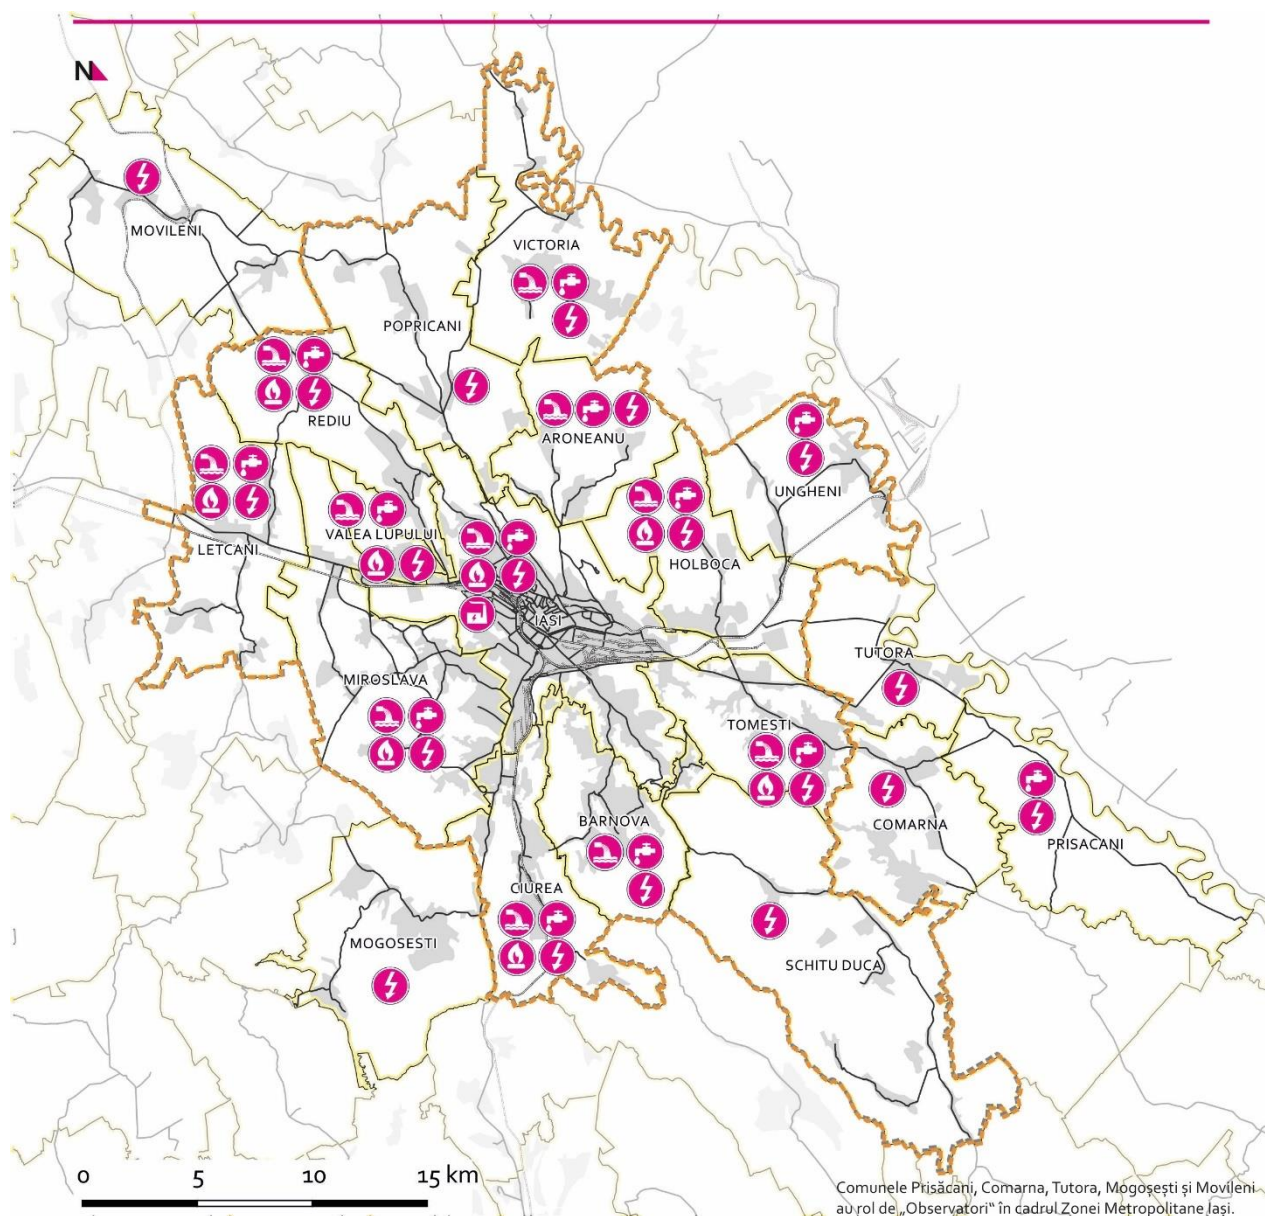 N
MOVILENI
VICTORIA
POPRICANI
REDIU
ARONEANU
UNGHENI
VALEA LUPULUI
LETCANI
HOLBOCA
IASI
TUTORA
MIROSLAVA
TOMESTI
BARNOVA
COMARNA
PRISACANI
CIUREA
MOGOSESTI
SCHITU DUCA
0 5 10 15 km
Comunele Prisăcani, Comarna, Tutora, Mogoșești și Movileni
au rol de „Observatori“ în cadrul Zonei Metropolitane Iași.